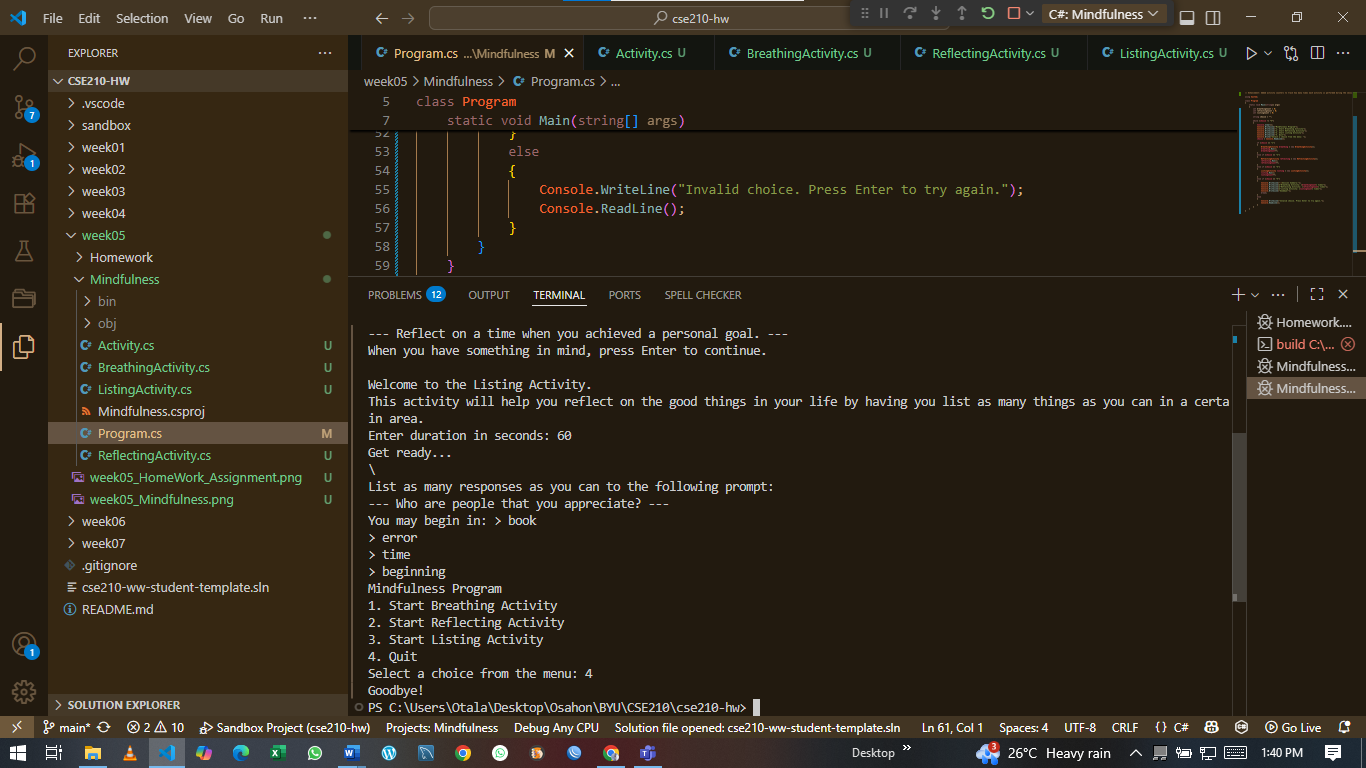 File Edit Selection View Go Run ··· cse210-hw C#: Mindfulness
EXPLORER ···
CSE210-HW
.vscode
sandbox
week01
week02
week03
week04
week05
Homework
Mindfulness
bin
obj
Activity.cs U
BreathingActivity.cs U
ListingActivity.cs U
Mindfulness.csproj
Program.cs M
ReflectingActivity.cs U
week05_HomeWork_Assignment.png U
week05_Mindfulness.png U
week06
week07
.gitignore
cse210-ww-student-template.sln
README.md
SOLUTION EXPLORER
7
1
1
Program.cs ...\Mindfulness M Activity.cs U BreathingActivity.cs U ReflectingActivity.cs U ListingActivity.cs U
week05 > Mindfulness > Program.cs > ...
5 class Program
7 static void Main(string[] args)
52 }
53 else
54 {
55 Console.WriteLine("Invalid choice. Press Enter to try again.");
56 Console.ReadLine();
57 }
58 }
59 }
PROBLEMS 12 OUTPUT TERMINAL PORTS SPELL CHECKER
--- Reflect on a time when you achieved a personal goal. ---
When you have something in mind, press Enter to continue.
Welcome to the Listing Activity.
This activity will help you reflect on the good things in your life by having you list as many things as you can in a certa
in area.
Enter duration in seconds: 60
Get ready...
\
List as many responses as you can to the following prompt:
--- Who are people that you appreciate? ---
You may begin in: > book
> error
> time
> beginning
Mindfulness Program
1. Start Breathing Activity
2. Start Reflecting Activity
3. Start Listing Activity
4. Quit
Select a choice from the menu: 4
Goodbye!
PS C:\Users\Otala\Desktop\Osahon\BYU\CSE210\cse210-hw>
Homework....
build C:\...
Mindfulness...
Mindfulness...
main* 2 10 Sandbox Project (cse210-hw) Projects: Mindfulness Debug Any CPU Solution file opened: cse210-ww-student-template.sln Ln 61, Col 1 Spaces: 4 UTF-8 CRLF {} C# Go Live
Desktop » 3 26°C Heavy rain 1:40 PM